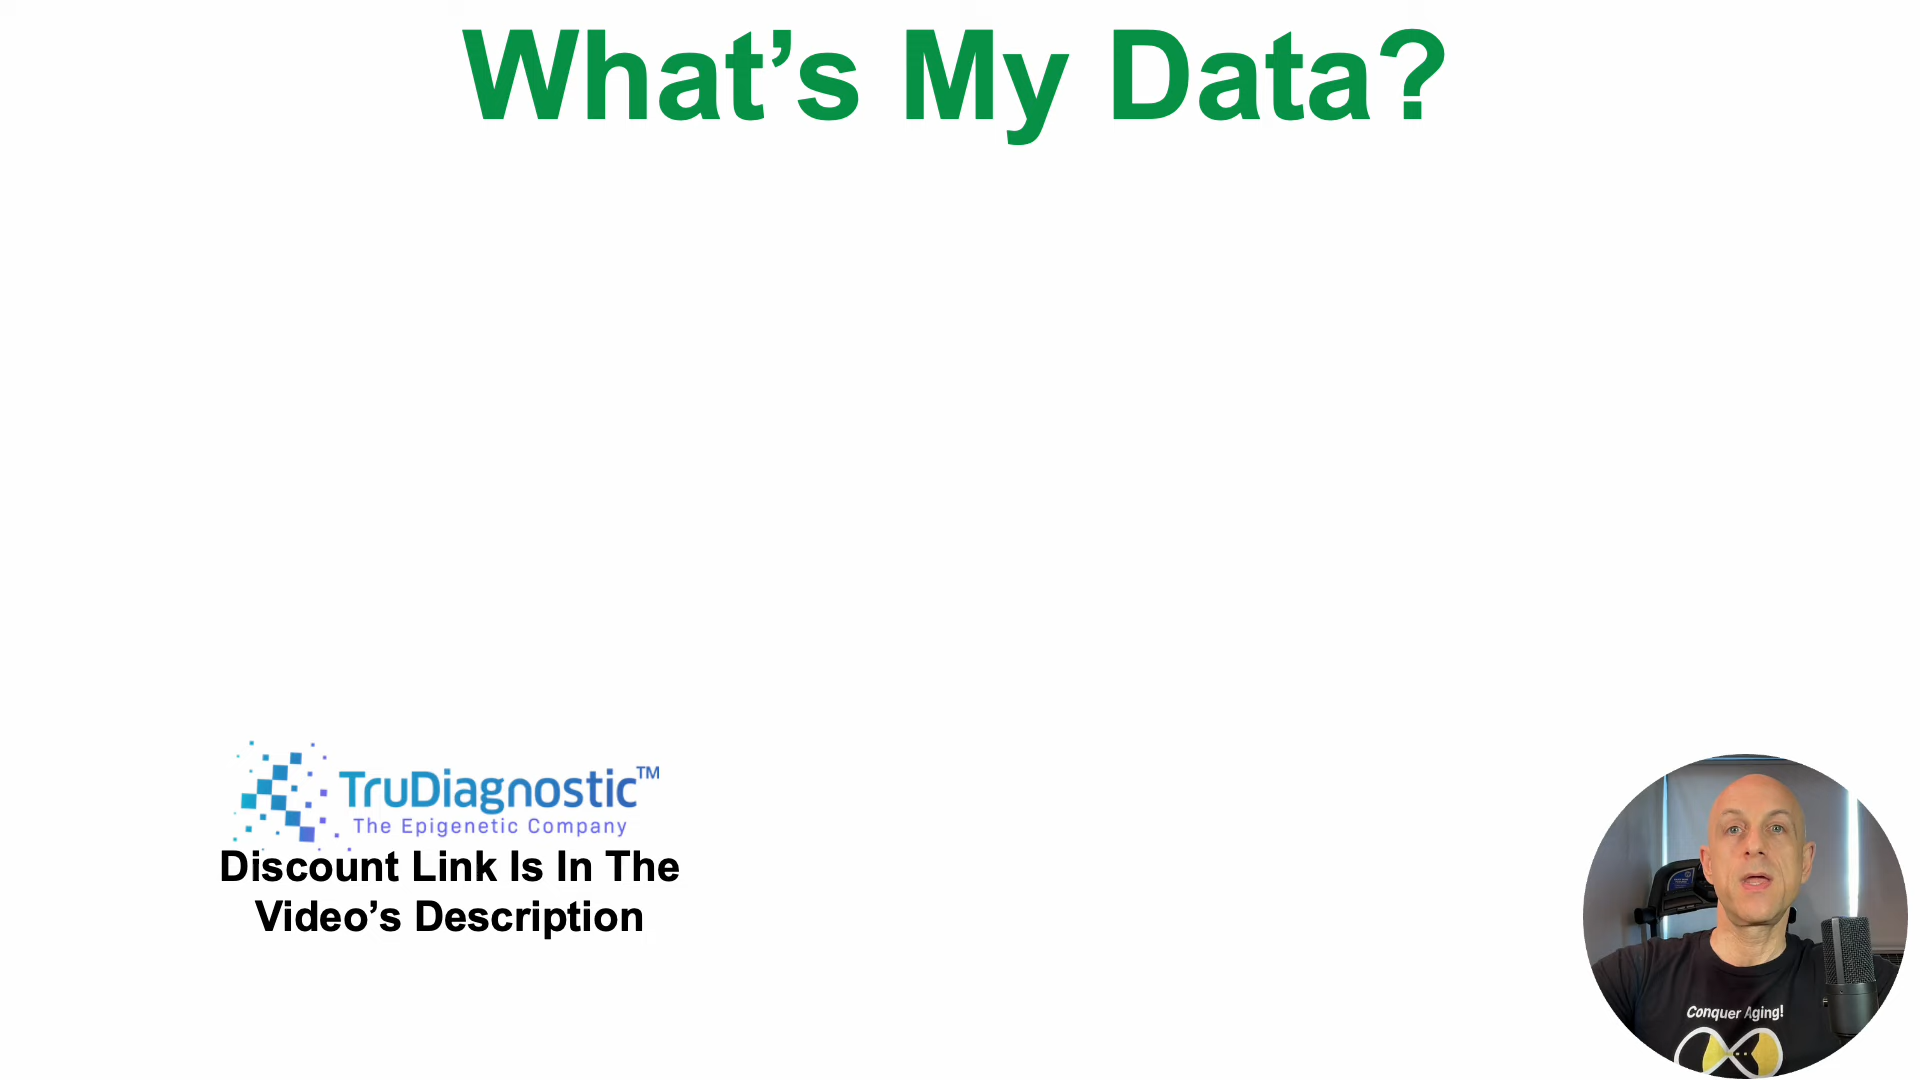 What’s My Data?
TruDiagnostic™
The Epigenetic Company
Discount Link Is In The
Video’s Description
Conquer Aging!